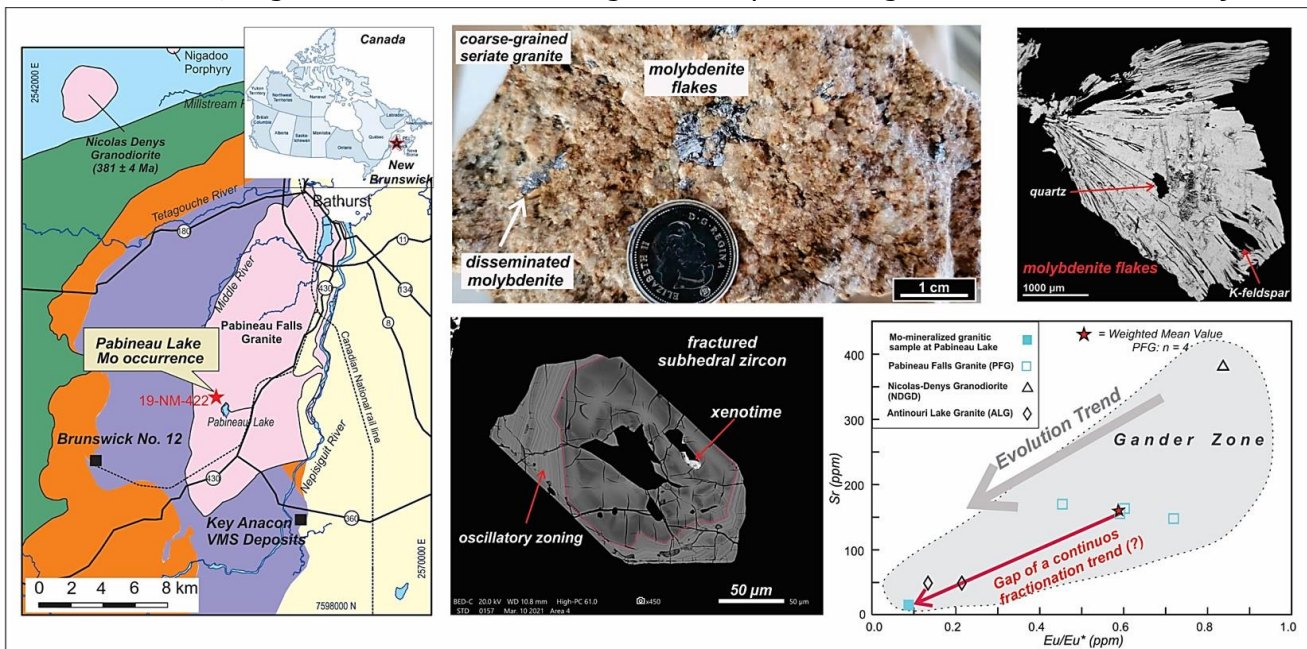 2542000 E
Nigadoo
Porphyry
Millstream
Nicolas Denys
Granodiorite
(381 ± 4 Ma)
Tetagouche River
180
Middle River
Bathurst
11
430
134
8
Pabineau Falls
Granite
Canadian National rail line
Pabineau Lake
Mo occurrence
19-NM-422
Pabineau Lake
Brunswick No. 12
Nepisiguit River
430
360
Key Anacon
VMS Deposits
2570000 E
7598000 N
0 2 4 6 8 km
Canada
Yukon
Territory
Northwest
Territories
Nunavut
British
Columbia
Alberta
Saskatchewan
Manitoba
Ontario
Québec
New
Brunswick
coarse-grained
seriate granite
molybdenite
flakes
disseminated
molybdenite
ELIZABETH II
D·G·REGINA
1 cm
quartz
molybdenite flakes
K-feldspar
1000 µm
fractured
subhedral zircon
xenotime
oscillatory zoning
50 µm
BED-C 20.0 kV WD 10.8 mm High-PC 61.0 x450 50 µm
STD 0157 Mar. 10 2021 Area 4
Mo-mineralized granitic
sample at Pabineau Lake
Pabineau Falls Granite (PFG)
Nicolas-Denys Granodiorite
(NDGD)
Antinouri Lake Granite (ALG)
= Weighted Mean Value
PFG: n = 4
Evolution Trend
Gander Zone
Gap of a continuos
fractionation trend (?)
Sr (ppm)
400
300
200
100
0
0.0 0.2 0.4 0.6 0.8 1.0
Eu/Eu* (ppm)